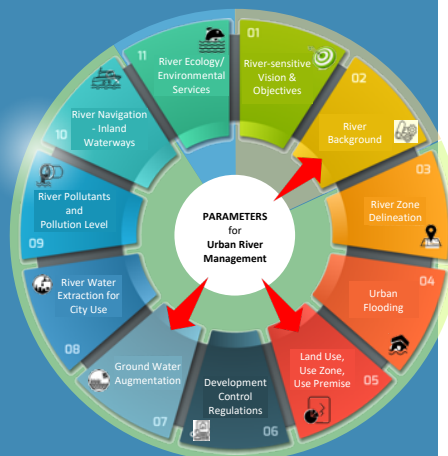 PARAMETERS
for
Urban River
Management
01
River-sensitive
Vision &
Objectives
02
River
Background
03
River Zone
Delineation
04
Urban
Flooding
05
Land Use,
Use Zone,
Use Premise
06
Development
Control
Regulations
07
Ground Water
Augmentation
08
River Water
Extraction for
City Use
09
River Pollutants
and
Pollution Level
10
River Navigation
- Inland
Waterways
11
River Ecology/
Environmental
Services